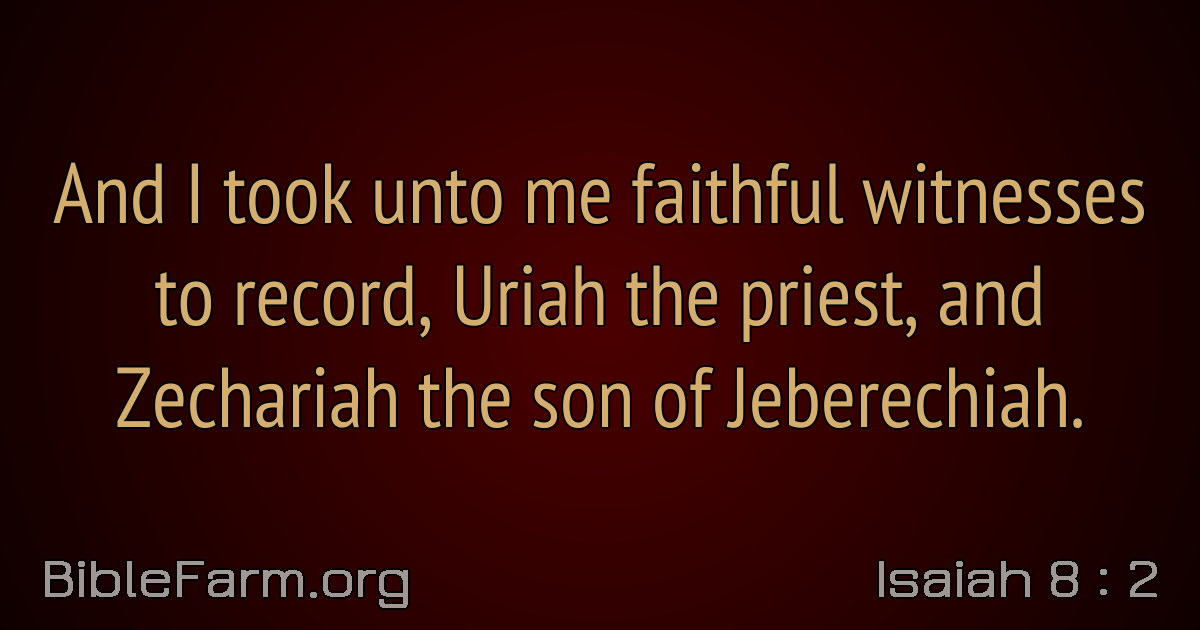 And I took unto me faithful witnesses
to record, Uriah the priest, and
Zechariah the son of Jeberechiah.
BibleFarm.org
Isaiah 8 : 2